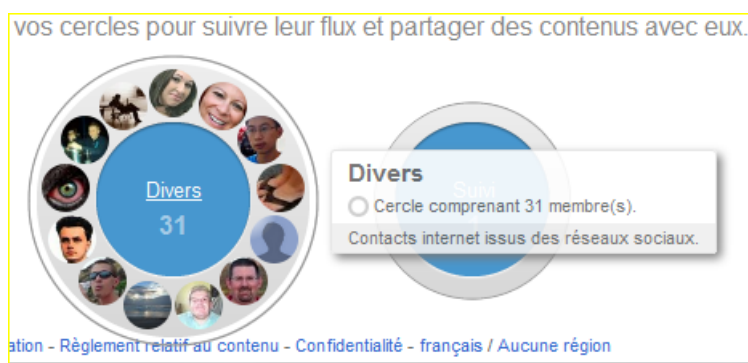 vos cercles pour suivre leur flux et partager des contenus avec eux.
Divers
31
Suivi
Divers
Cercle comprenant 31 membre(s).
Contacts internet issus des réseaux sociaux.
ation - Règlement relatif au contenu - Confidentialité - français / Aucune région